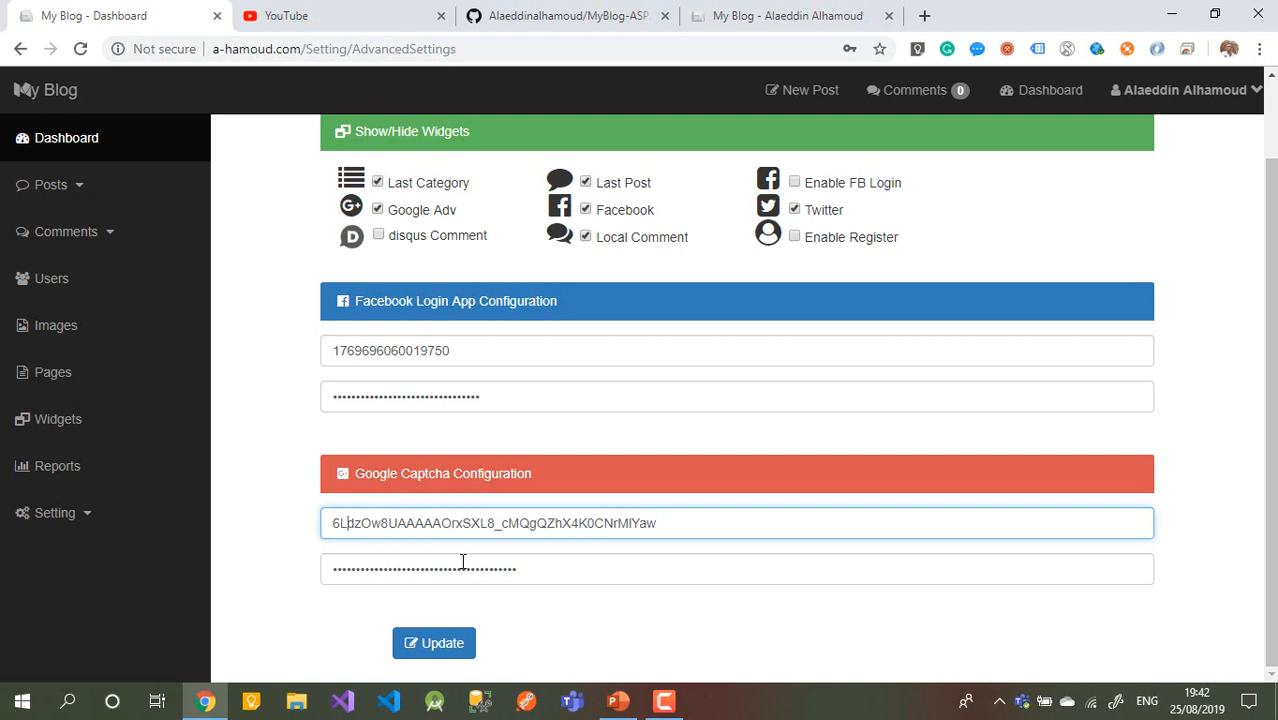 My Blog - Dashboard
YouTube
Alaeddinalhamoud/MyBlog-ASP.
My Blog - Alaeddin Alhamoud
Not secure
a-hamoud.com/Setting/AdvancedSettings
My Blog
New Post
Comments 0
Dashboard
Alaeddin Alhamoud
Dashboard
Posts
Comments
Users
Images
Pages
Widgets
Reports
Setting
Show/Hide Widgets
Last Category
Last Post
Enable FB Login
Google Adv
Facebook
Twitter
disqus Comment
Local Comment
Enable Register
Facebook Login App Configuration
1769696060019750
Google Captcha Configuration
6LdzOw8UAAAAAOrxSXL8_cMQgQZhX4K0CNrMlYaw
Update
ENG
19:42
25/08/2019